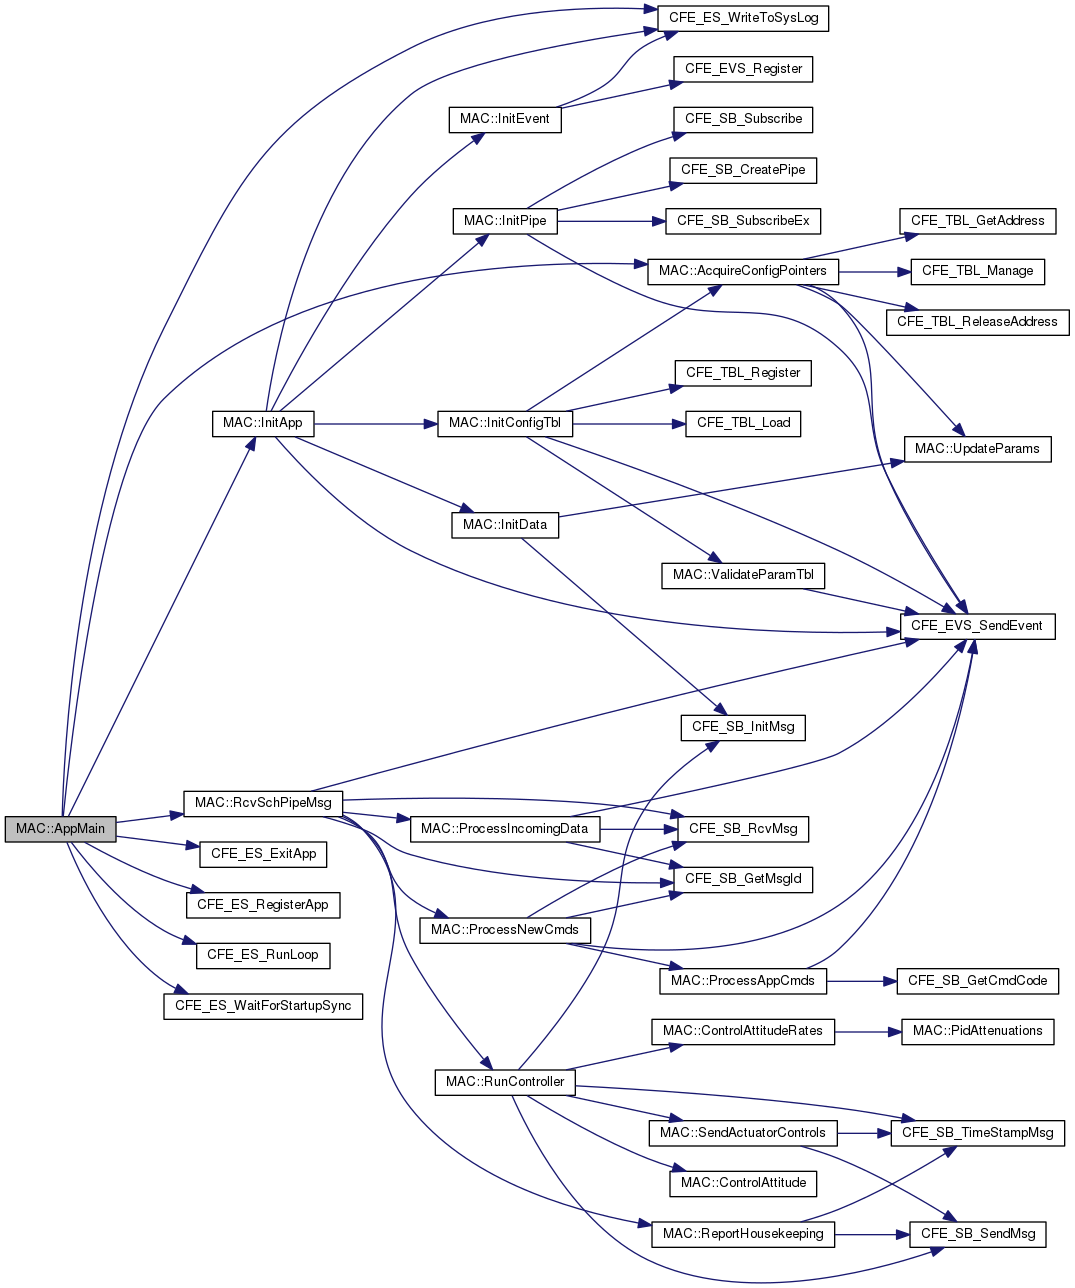 CFE_ES_WriteToSysLog
CFE_EVS_Register
MAC::InitEvent
CFE_SB_Subscribe
CFE_SB_CreatePipe
MAC::InitPipe
CFE_SB_SubscribeEx
CFE_TBL_GetAddress
MAC::AcquireConfigPointers
CFE_TBL_Manage
CFE_TBL_ReleaseAddress
CFE_TBL_Register
MAC::InitApp
MAC::InitConfigTbl
CFE_TBL_Load
MAC::UpdateParams
MAC::InitData
MAC::ValidateParamTbl
CFE_EVS_SendEvent
CFE_SB_InitMsg
MAC::RcvSchPipeMsg
MAC::AppMain
MAC::ProcessIncomingData
CFE_SB_RcvMsg
CFE_ES_ExitApp
CFE_SB_GetMsgId
CFE_ES_RegisterApp
MAC::ProcessNewCmds
CFE_ES_RunLoop
MAC::ProcessAppCmds
CFE_SB_GetCmdCode
CFE_ES_WaitForStartupSync
MAC::ControlAttitudeRates
MAC::PidAttenuations
MAC::RunController
MAC::SendActuatorControls
CFE_SB_TimeStampMsg
MAC::ControlAttitude
MAC::ReportHousekeeping
CFE_SB_SendMsg